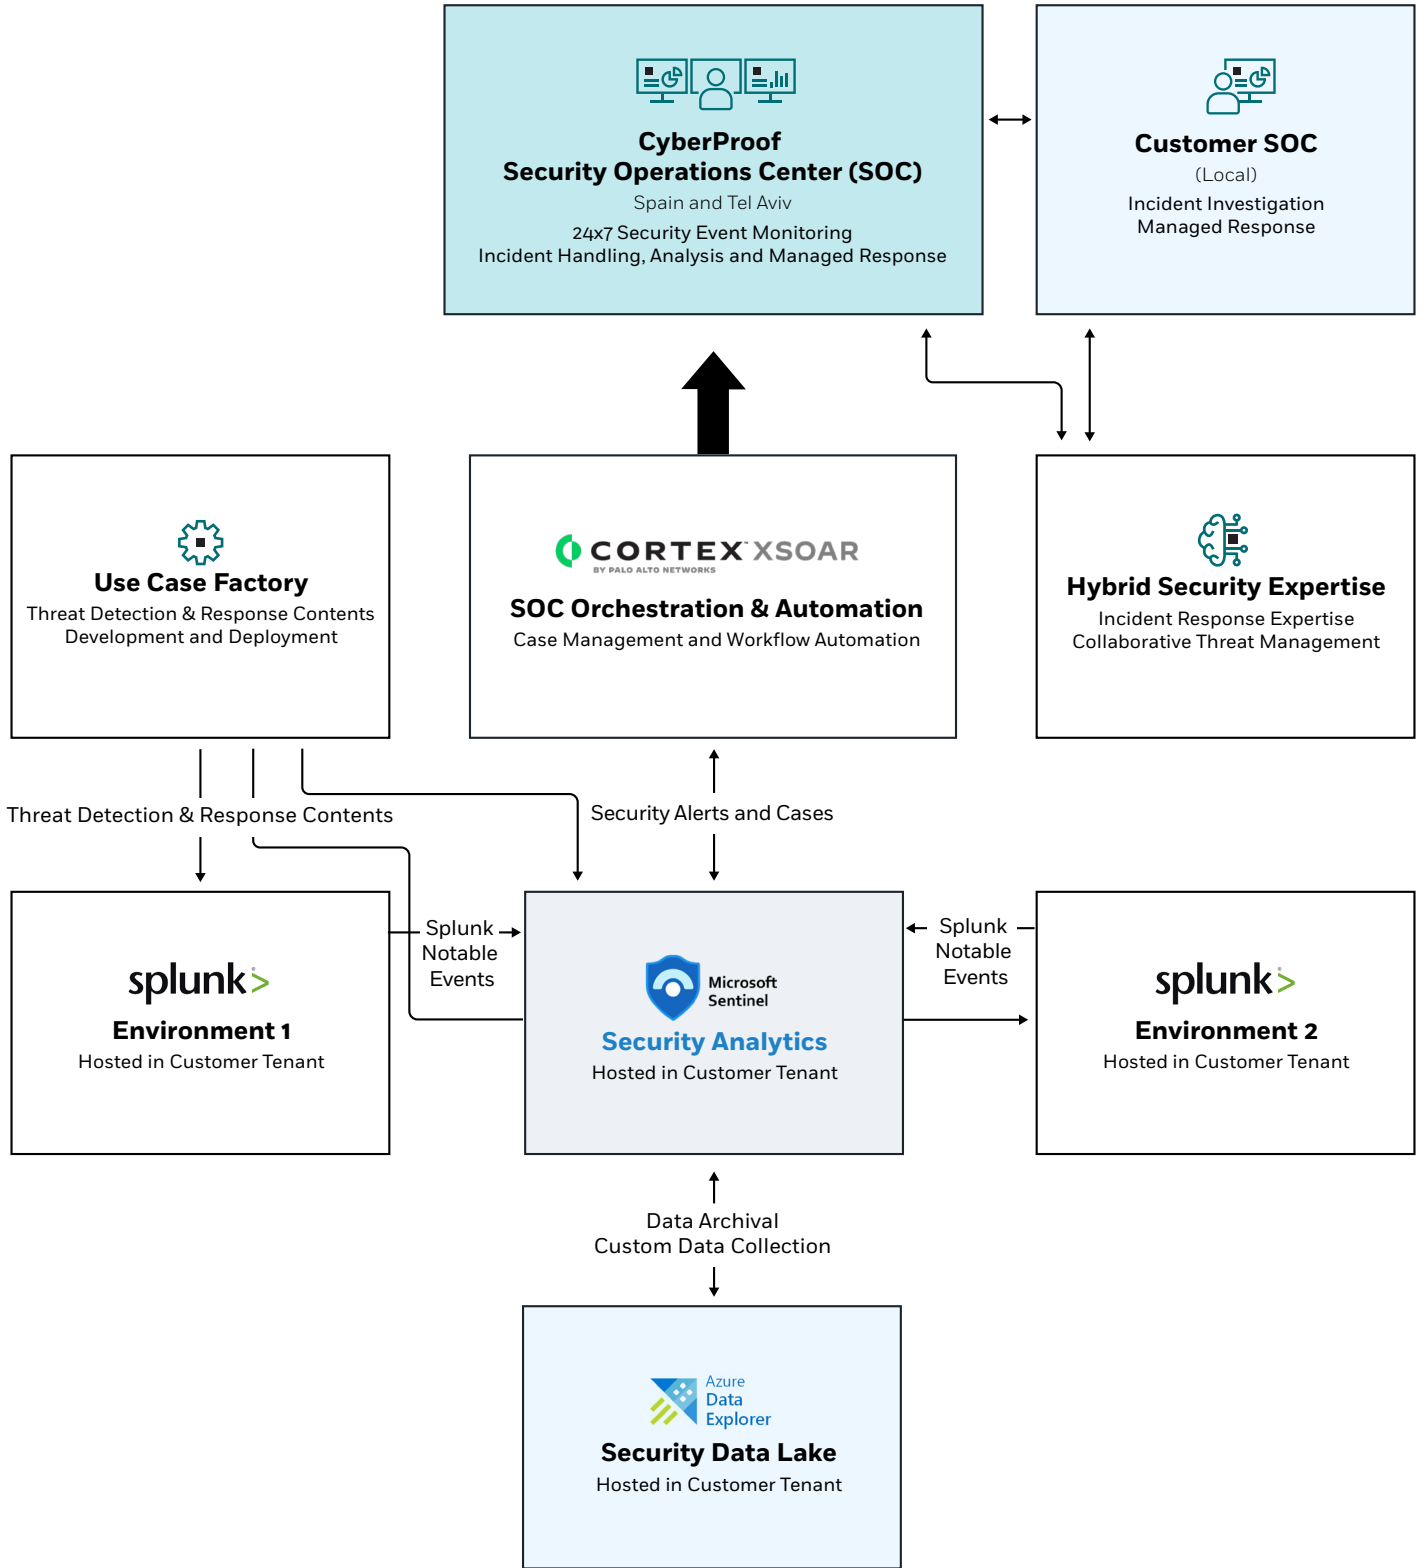 CyberProof
Security Operations Center (SOC)
Spain and Tel Aviv
24x7 Security Event Monitoring
Incident Handling, Analysis and Managed Response
Customer SOC
(Local)
Incident Investigation
Managed Response
Use Case Factory
Threat Detection & Response Contents
Development and Deployment
CORTEX™ XSOAR
BY PALO ALTO NETWORKS
SOC Orchestration & Automation
Case Management and Workflow Automation
Hybrid Security Expertise
Incident Response Expertise
Collaborative Threat Management
Threat Detection & Response Contents
Security Alerts and Cases
splunk>
Environment 1
Hosted in Customer Tenant
Splunk
Notable
Events
Microsoft
Sentinel
Security Analytics
Hosted in Customer Tenant
Splunk
Notable
Events
splunk>
Environment 2
Hosted in Customer Tenant
Data Archival
Custom Data Collection
Azure
Data
Explorer
Security Data Lake
Hosted in Customer Tenant